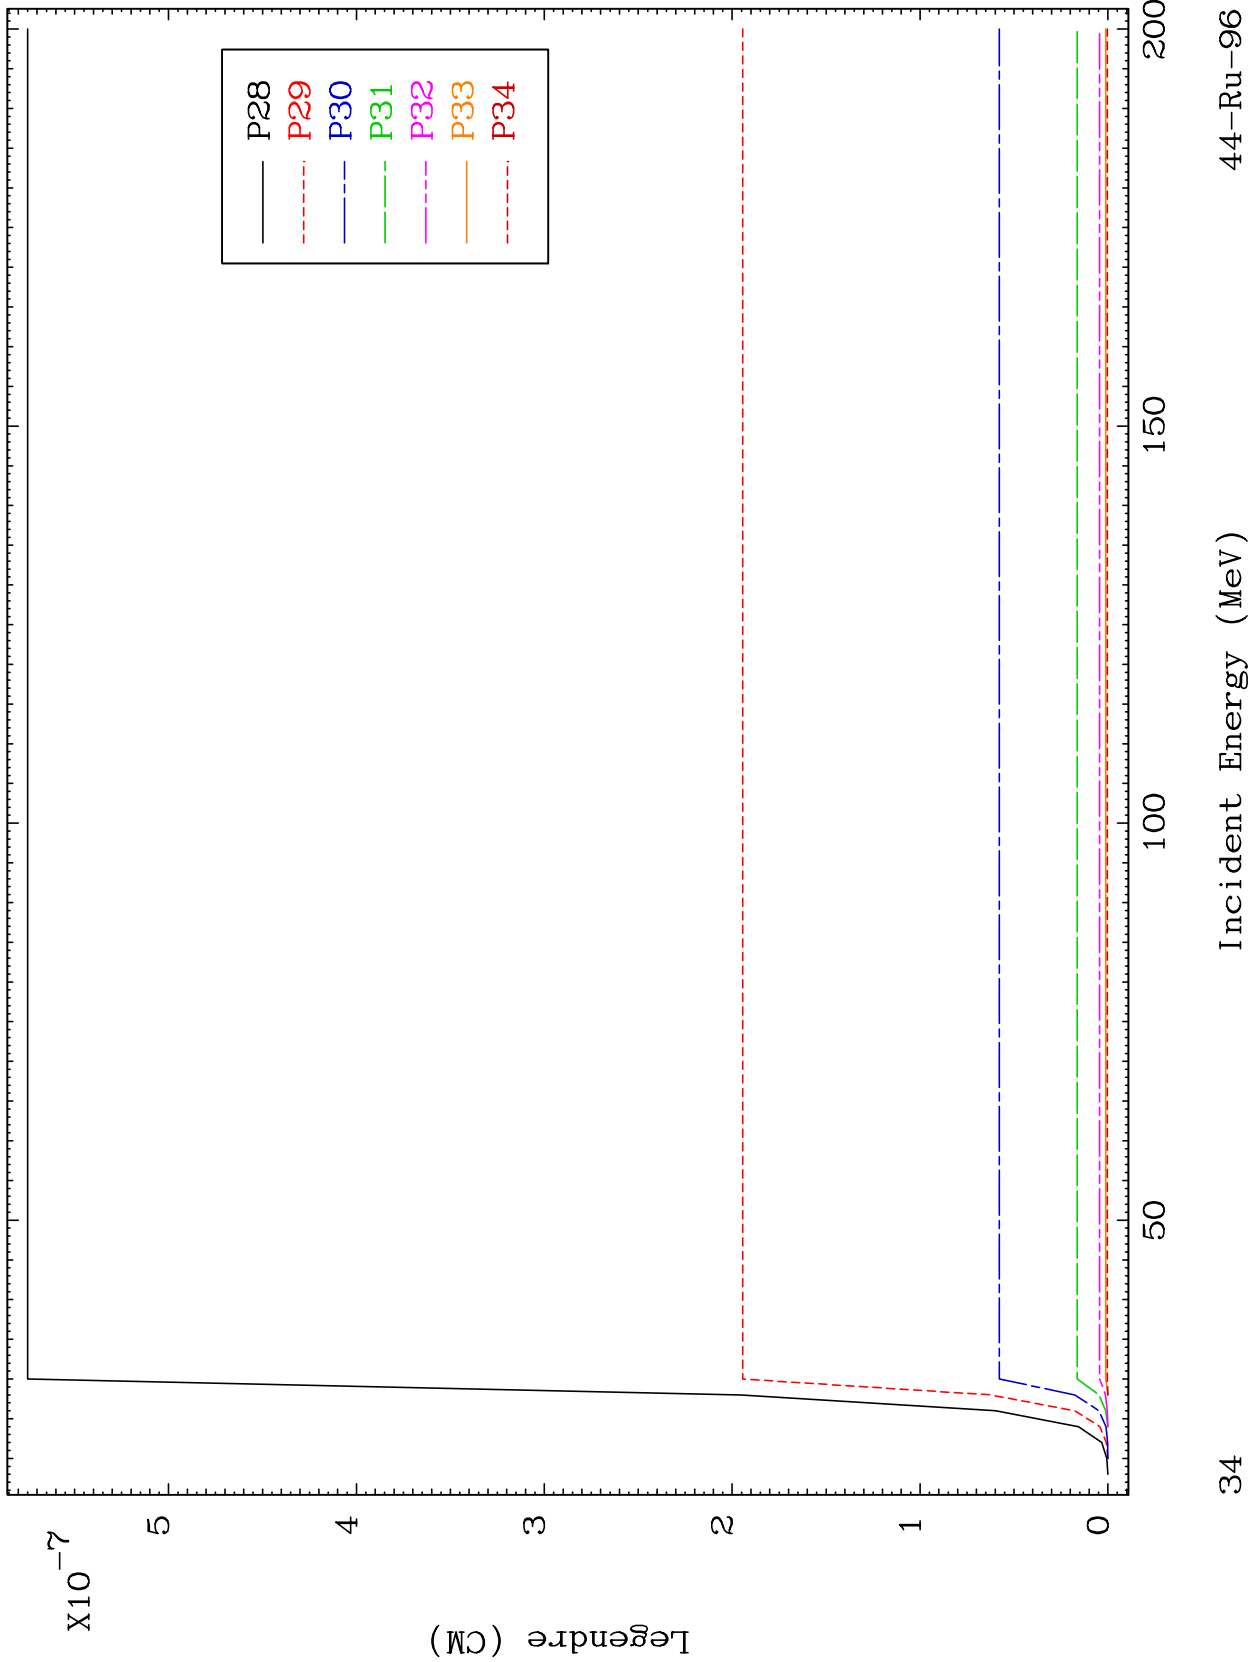 X10
-7
5
4
3
2
1
0
Legendre (CM)
P28
P29
P30
P31
P32
P33
P34
50
100
150
200
Incident Energy (MeV)
34
44-Ru-96